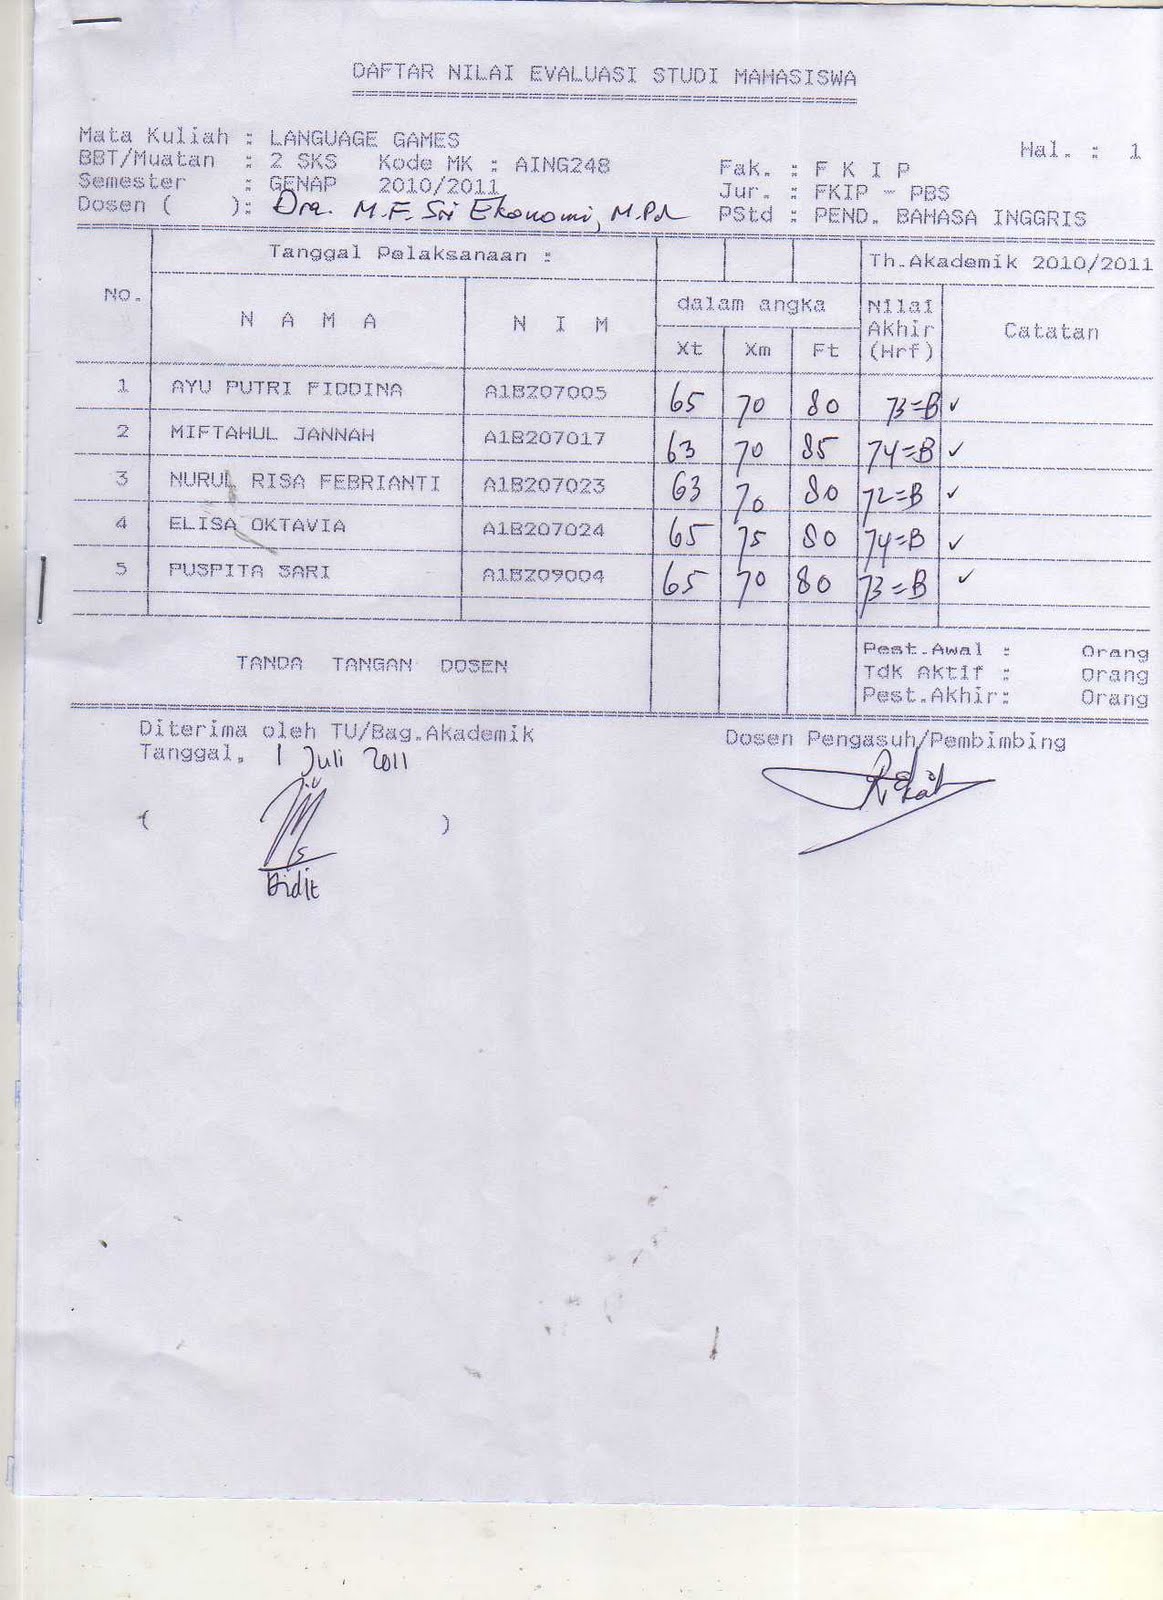 DAFTAR NILAI EVALUASI STUDI MAHASISWA
Mata Kuliah : LANGUAGE GAMES
Hal. : 1
BBT/Muatan : 2 SKS Kode MK : AING248 Fak. : F K I P
Semester : GENAP 2010/2011 Jur. : FKIP - PBS
Dosen ( ): Dra. M.F. Sri Ekonomi, M.Pd PStd : PEND. BAHASA INGGRIS
Tanggal Pelaksanaan : Th.Akademik 2010/2011
NO. N A M A N I M dalam angka Nilai Akhir (Hrf) Catatan
Xt Xm Ft
1 AYU PUTRI FIDDINA A1B207005 65 70 80 73=B ✓
2 MIFTAHUL JANNAH A1B207017 63 70 85 74=B ✓
3 NURUL RISA FEBRIANTI A1B207023 63 70 80 72=B ✓
4 ELISA OKTAVIA A1B207024 65 75 80 74=B ✓
5 PUSPITA SARI A1B209004 65 70 80 73=B ✓
TANDA TANGAN DOSEN
Pest.Awal : Orang
Tdk Aktif : Orang
Pest.Akhir: Orang
Diterima oleh TU/Bag.Akademik
Dosen Pengasuh/Pembimbing
Tanggal, 1 Juli 2011
( )
Didit